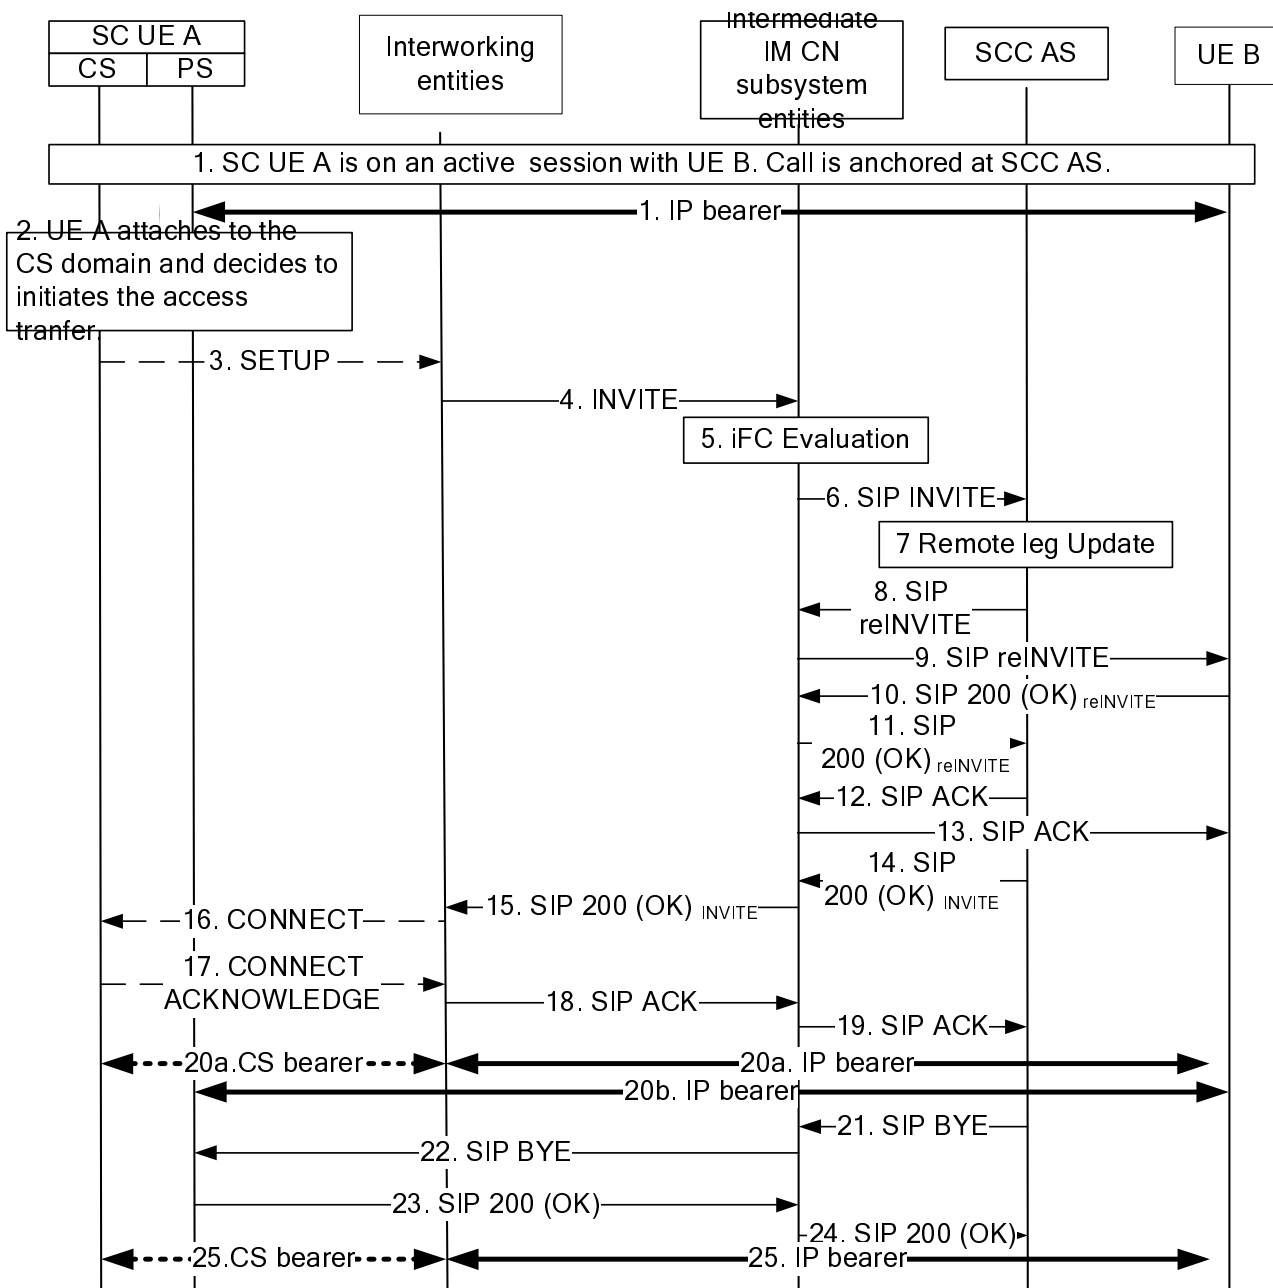 SC UE A
CS
PS
Interworking
entities
Intermediate
IM CN
subsystem
entities
SCC AS
UE B
1. SC UE A is on an active session with UE B. Call is anchored at SCC AS.
1. IP bearer
2. UE A attaches to the
CS domain and decides to
initiates the access
tranfer.
3. SETUP
4. INVITE
5. iFC Evaluation
6. SIP INVITE
7 Remote leg Update
8. SIP
reINVITE
9. SIP reINVITE
10. SIP 200 (OK) reINVITE
11. SIP
200 (OK) reINVITE
12. SIP ACK
13. SIP ACK
14. SIP
200 (OK) INVITE
15. SIP 200 (OK) INVITE
16. CONNECT
17. CONNECT
ACKNOWLEDGE
18. SIP ACK
19. SIP ACK
20a.CS bearer
20a. IP bearer
20b. IP bearer
21. SIP BYE
22. SIP BYE
23. SIP 200 (OK)
24. SIP 200 (OK)
25.CS bearer
25. IP bearer